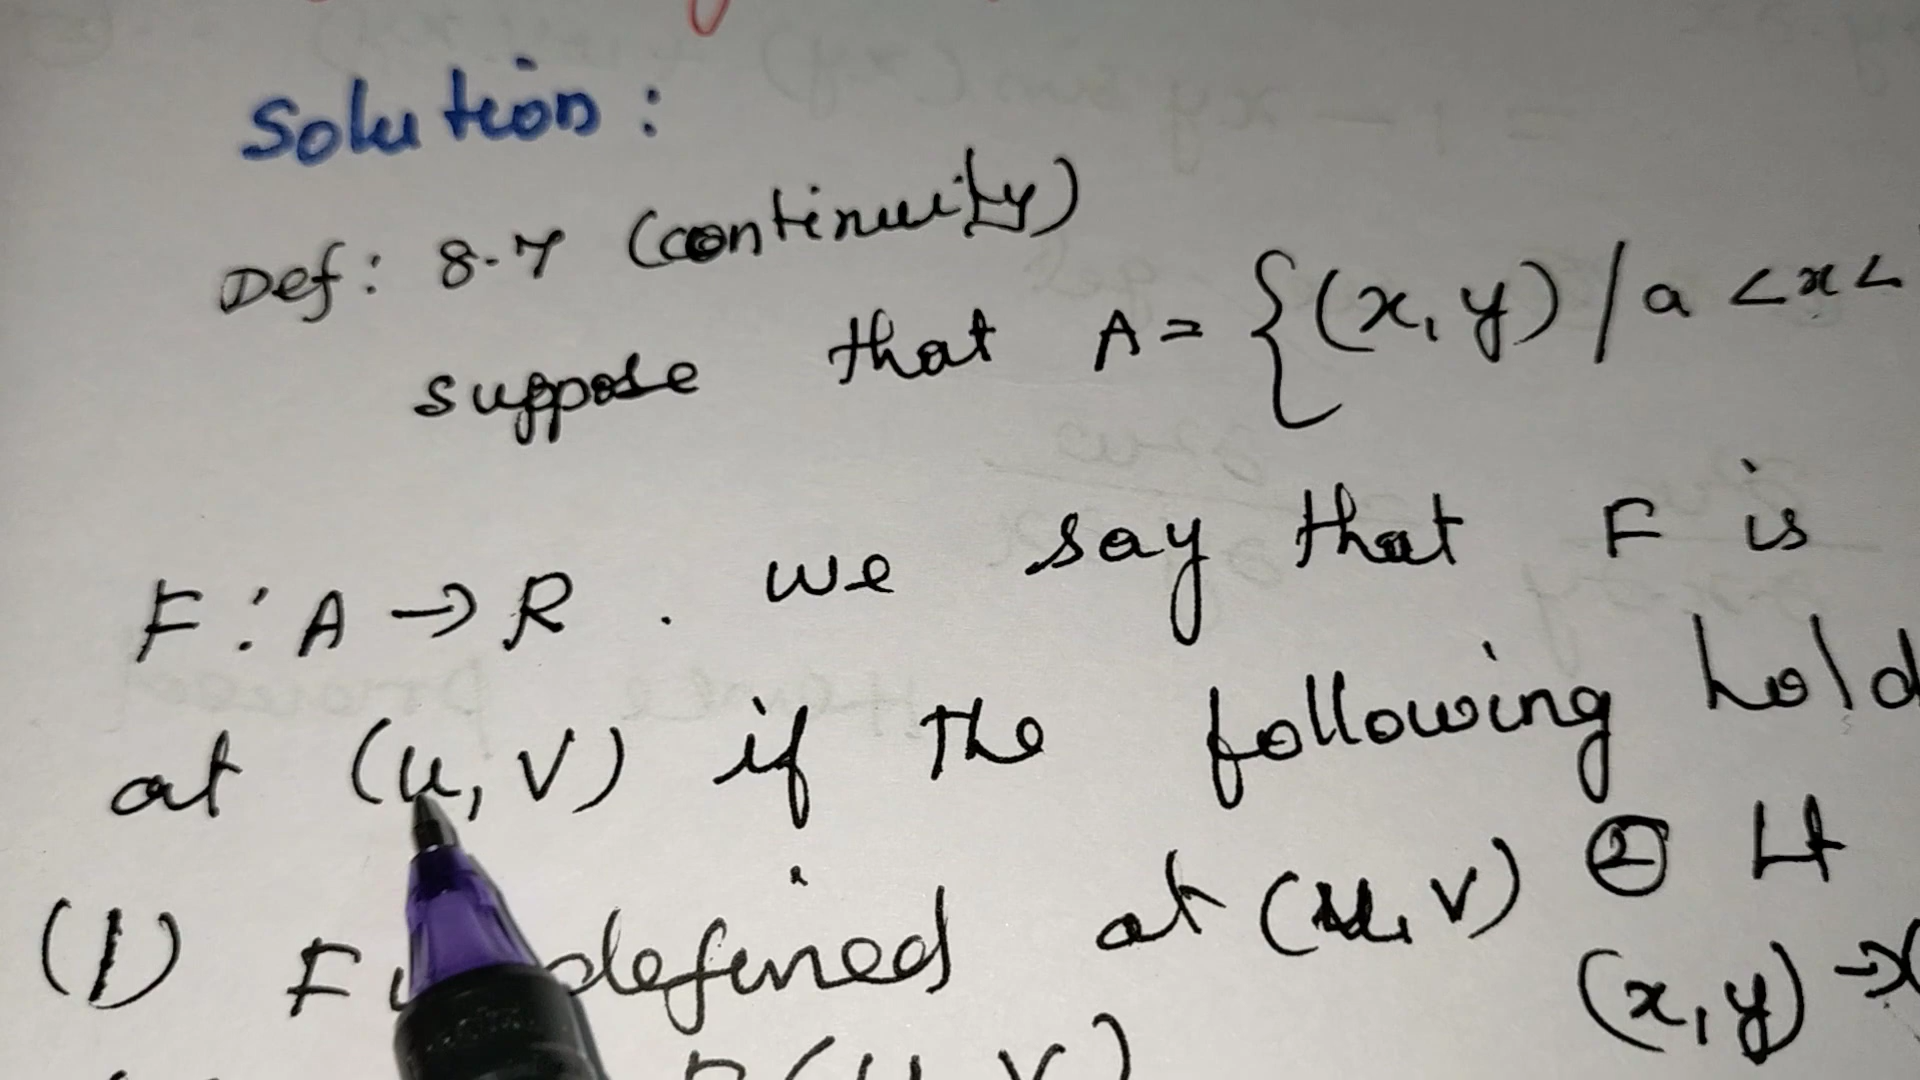 Solution:
Def: 8.7 (continuity)
suppose that A = {(x, y) / a < x <
F : A → R . we say that F is
at (u, v) if the following hold
(1) F defined at (u, v) ② Lt
(x, y) →
(u, v)